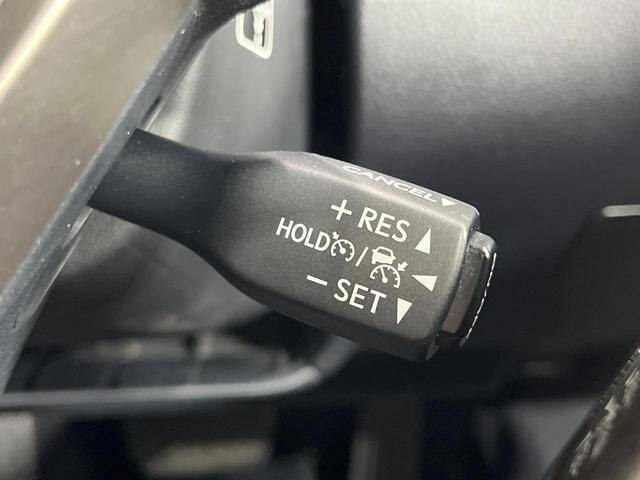 CANCEL▼
+ RES ▲
HOLD / ◀
− SET ▼